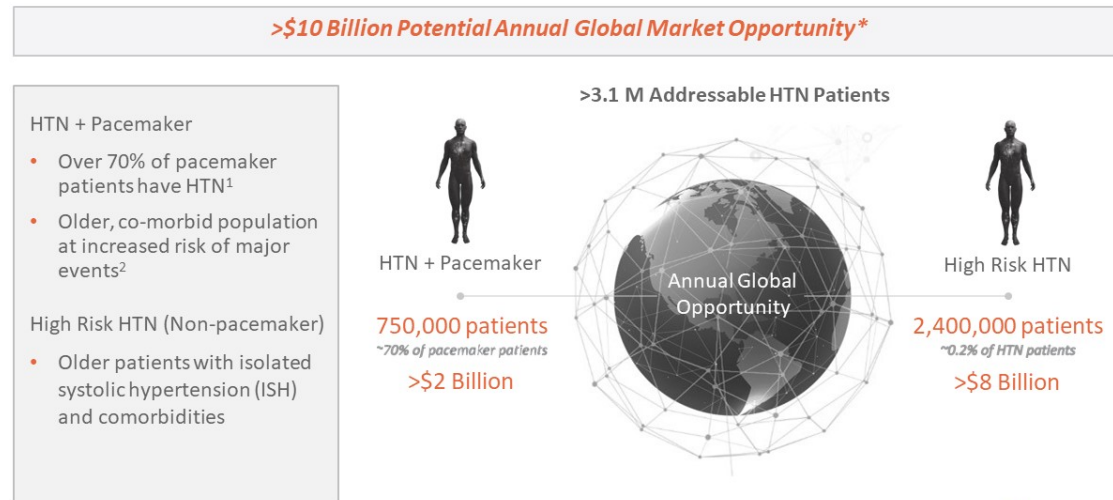 >$10 Billion Potential Annual Global Market Opportunity*
HTN + Pacemaker
• Over 70% of pacemaker
patients have HTN1
• Older, co-morbid population
at increased risk of major
events2
High Risk HTN (Non-pacemaker)
• Older patients with isolated
systolic hypertension (ISH)
and comorbidities
>3.1 M Addressable HTN Patients
HTN + Pacemaker
750,000 patients
~70% of pacemaker patients
>$2 Billion
Annual Global
Opportunity
High Risk HTN
2,400,000 patients
~0.2% of HTN patients
>$8 Billion